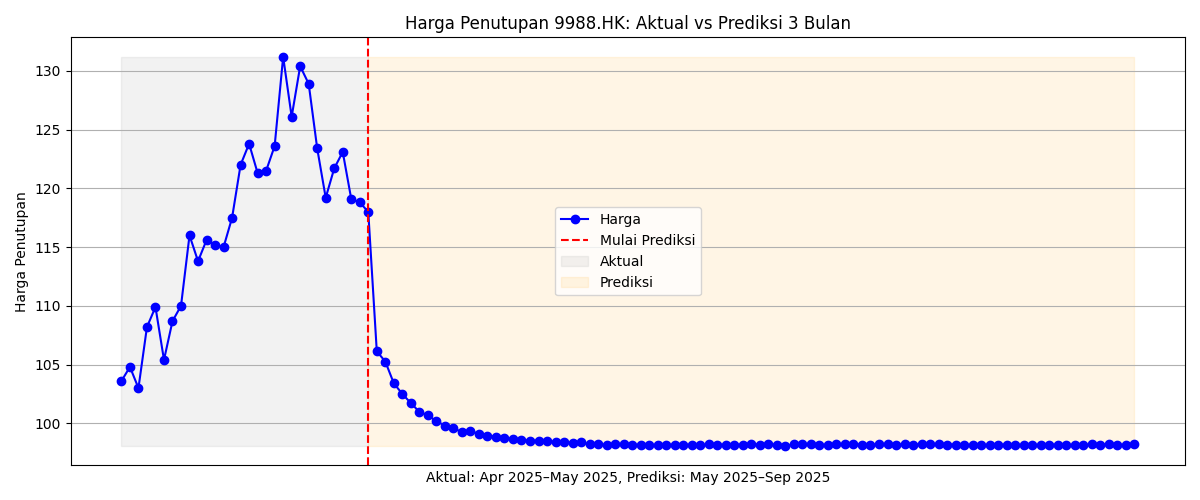 Harga Penutupan 9988.HK: Aktual vs Prediksi 3 Bulan
Harga Penutupan
130
125
120
115
110
105
100
Harga
Mulai Prediksi
Aktual
Prediksi
Aktual: Apr 2025–May 2025, Prediksi: May 2025–Sep 2025